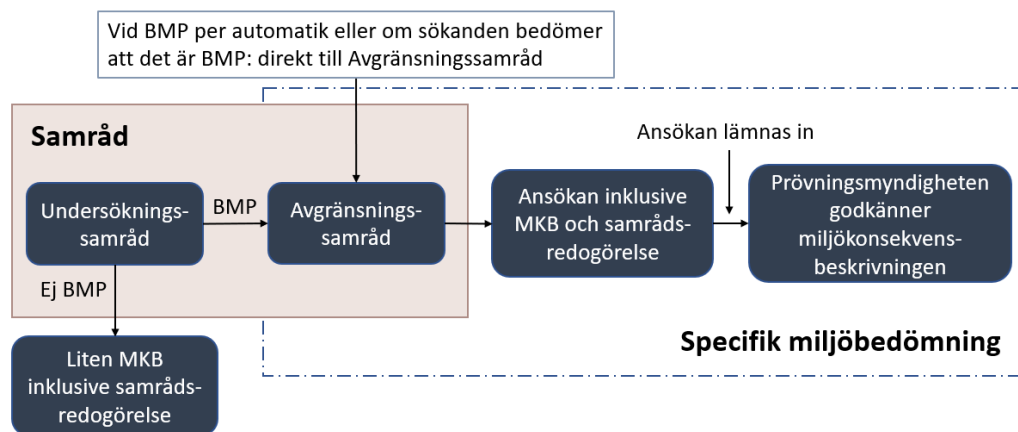 Vid BMP per automatik eller om sökanden bedömer
att det är BMP: direkt till Avgränsningssamråd
Samråd
Undersöknings-
samråd
BMP
Avgränsnings-
samråd
Ansökan inklusive
MKB och samråds-
redogörelse
Ansökan lämnas in
Prövningsmyndigheten
godkänner
miljökonsekvens-
beskrivningen
Ej BMP
Liten MKB
inklusive samråds-
redogörelse
Specifik miljöbedömning